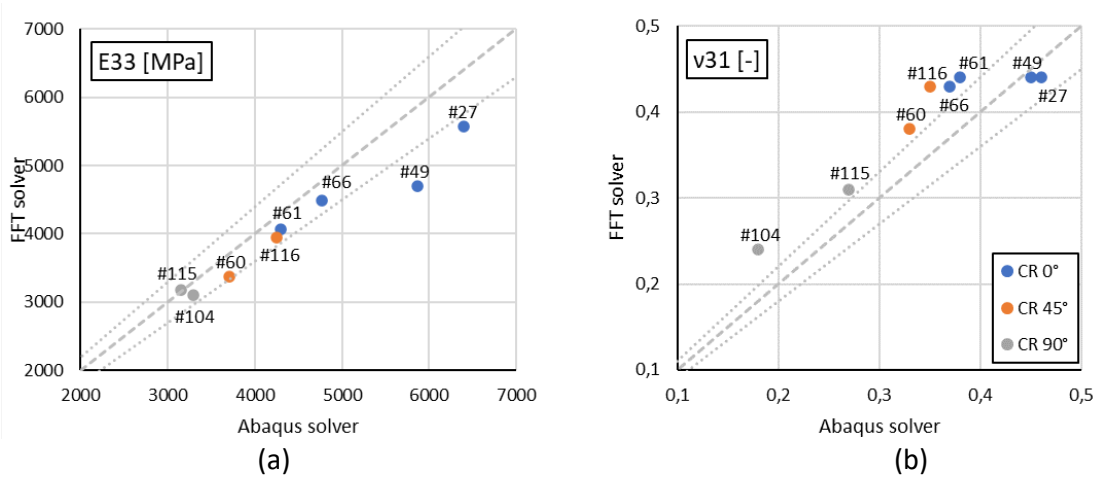 7000
E33 [MPa]
6000
#27
5000
#66
#49
#61
4000
#116
#115
#60
3000
#104
2000
2000 3000 4000 5000 6000 7000
FFT solver
Abaqus solver
(a)
0,5
ν31 [-]
#61
#49
#116
#66
#27
0,4
#60
#115
0,3
#104
0,2
0,1
0,1 0,2 0,3 0,4 0,5
FFT solver
Abaqus solver
CR 0°
CR 45°
CR 90°
(b)